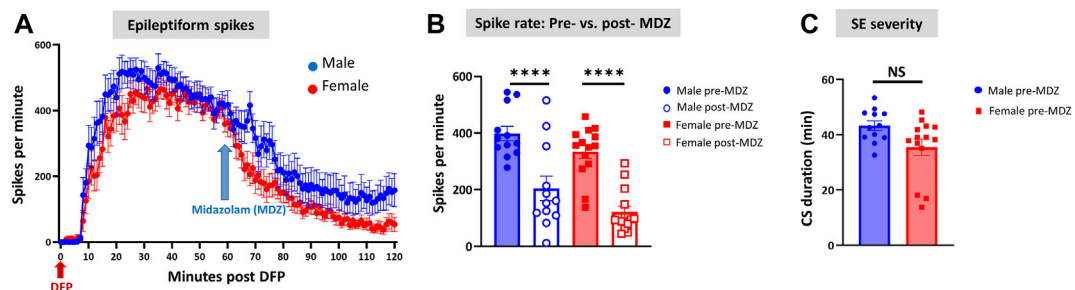 A
Epileptiform spikes
Male
Female
Spikes per minute
600
400
200
0
Midazolam (MDZ)
0 10 20 30 40 50 60 70 80 90 100 110 120
Minutes post DFP
DFP
B
Spike rate: Pre- vs. post- MDZ
**** ****
Spikes per minute
600
400
200
0
Male pre-MDZ
Male post-MDZ
Female pre-MDZ
Female post-MDZ
C
SE severity
NS
CS duration (min)
60
40
20
0
Male pre-MDZ
Female pre-MDZ